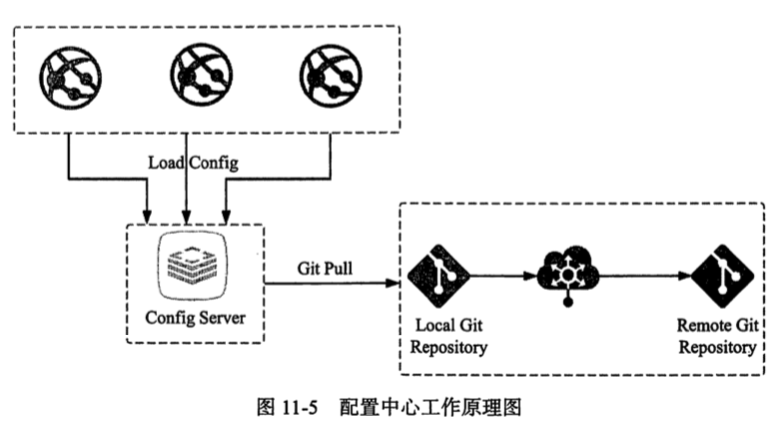 Load Config
Git Pull
Config Server
Local Git
Repository
Remote Git
Repository
图 11-5 配置中心工作原理图